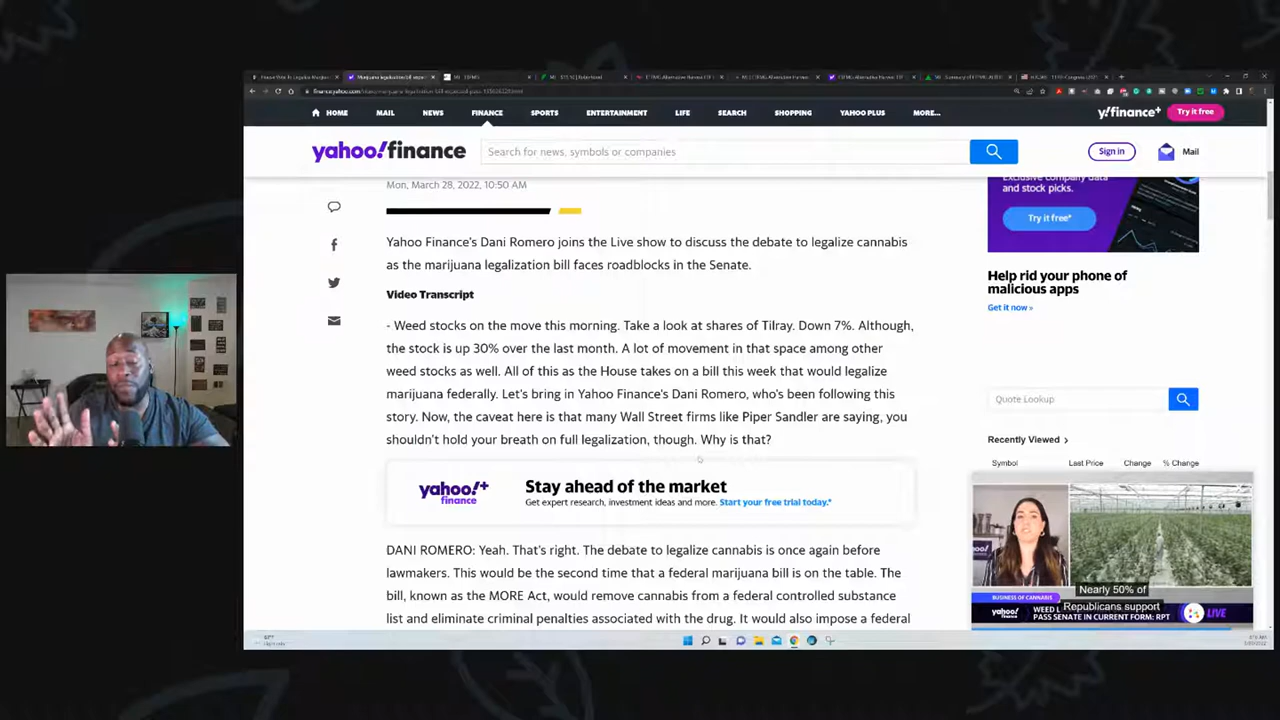 HOME
MAIL
NEWS
FINANCE
SPORTS
ENTERTAINMENT
LIFE
SEARCH
SHOPPING
YAHOO PLUS
MORE...
y!finance+
Try it free
yahoo!finance
Search for news, symbols or companies
Sign in
Mail
Mon, March 28, 2022, 10:50 AM
Yahoo Finance's Dani Romero joins the Live show to discuss the debate to legalize cannabis
as the marijuana legalization bill faces roadblocks in the Senate.
Video Transcript
- Weed stocks on the move this morning. Take a look at shares of Tilray. Down 7%. Although,
the stock is up 30% over the last month. A lot of movement in that space among other
weed stocks as well. All of this as the House takes on a bill this week that would legalize
marijuana federally. Let's bring in Yahoo Finance's Dani Romero, who's been following this
story. Now, the caveat here is that many Wall Street firms like Piper Sandler are saying, you
shouldn't hold your breath on full legalization, though. Why is that?
yahoo!+
finance
Stay ahead of the market
Get expert research, investment ideas and more. Start your free trial today.*
DANI ROMERO: Yeah. That's right. The debate to legalize cannabis is once again before
lawmakers. This would be the second time that a federal marijuana bill is on the table. The
bill, known as the MORE Act, would remove cannabis from a federal controlled substance
list and eliminate criminal penalties associated with the drug. It would also impose a federal
Exclusive company data
and stock picks.
Try it free*
Help rid your phone of
malicious apps
Get it now »
Quote Lookup
Recently Viewed >
Symbol
Last Price
Change
% Change
Nearly 50% of
Republicans support
BUSINESS OF CANNABIS
yahoo!
finance
WEED L
PASS SENATE IN CURRENT FORM: RPT
LIVE